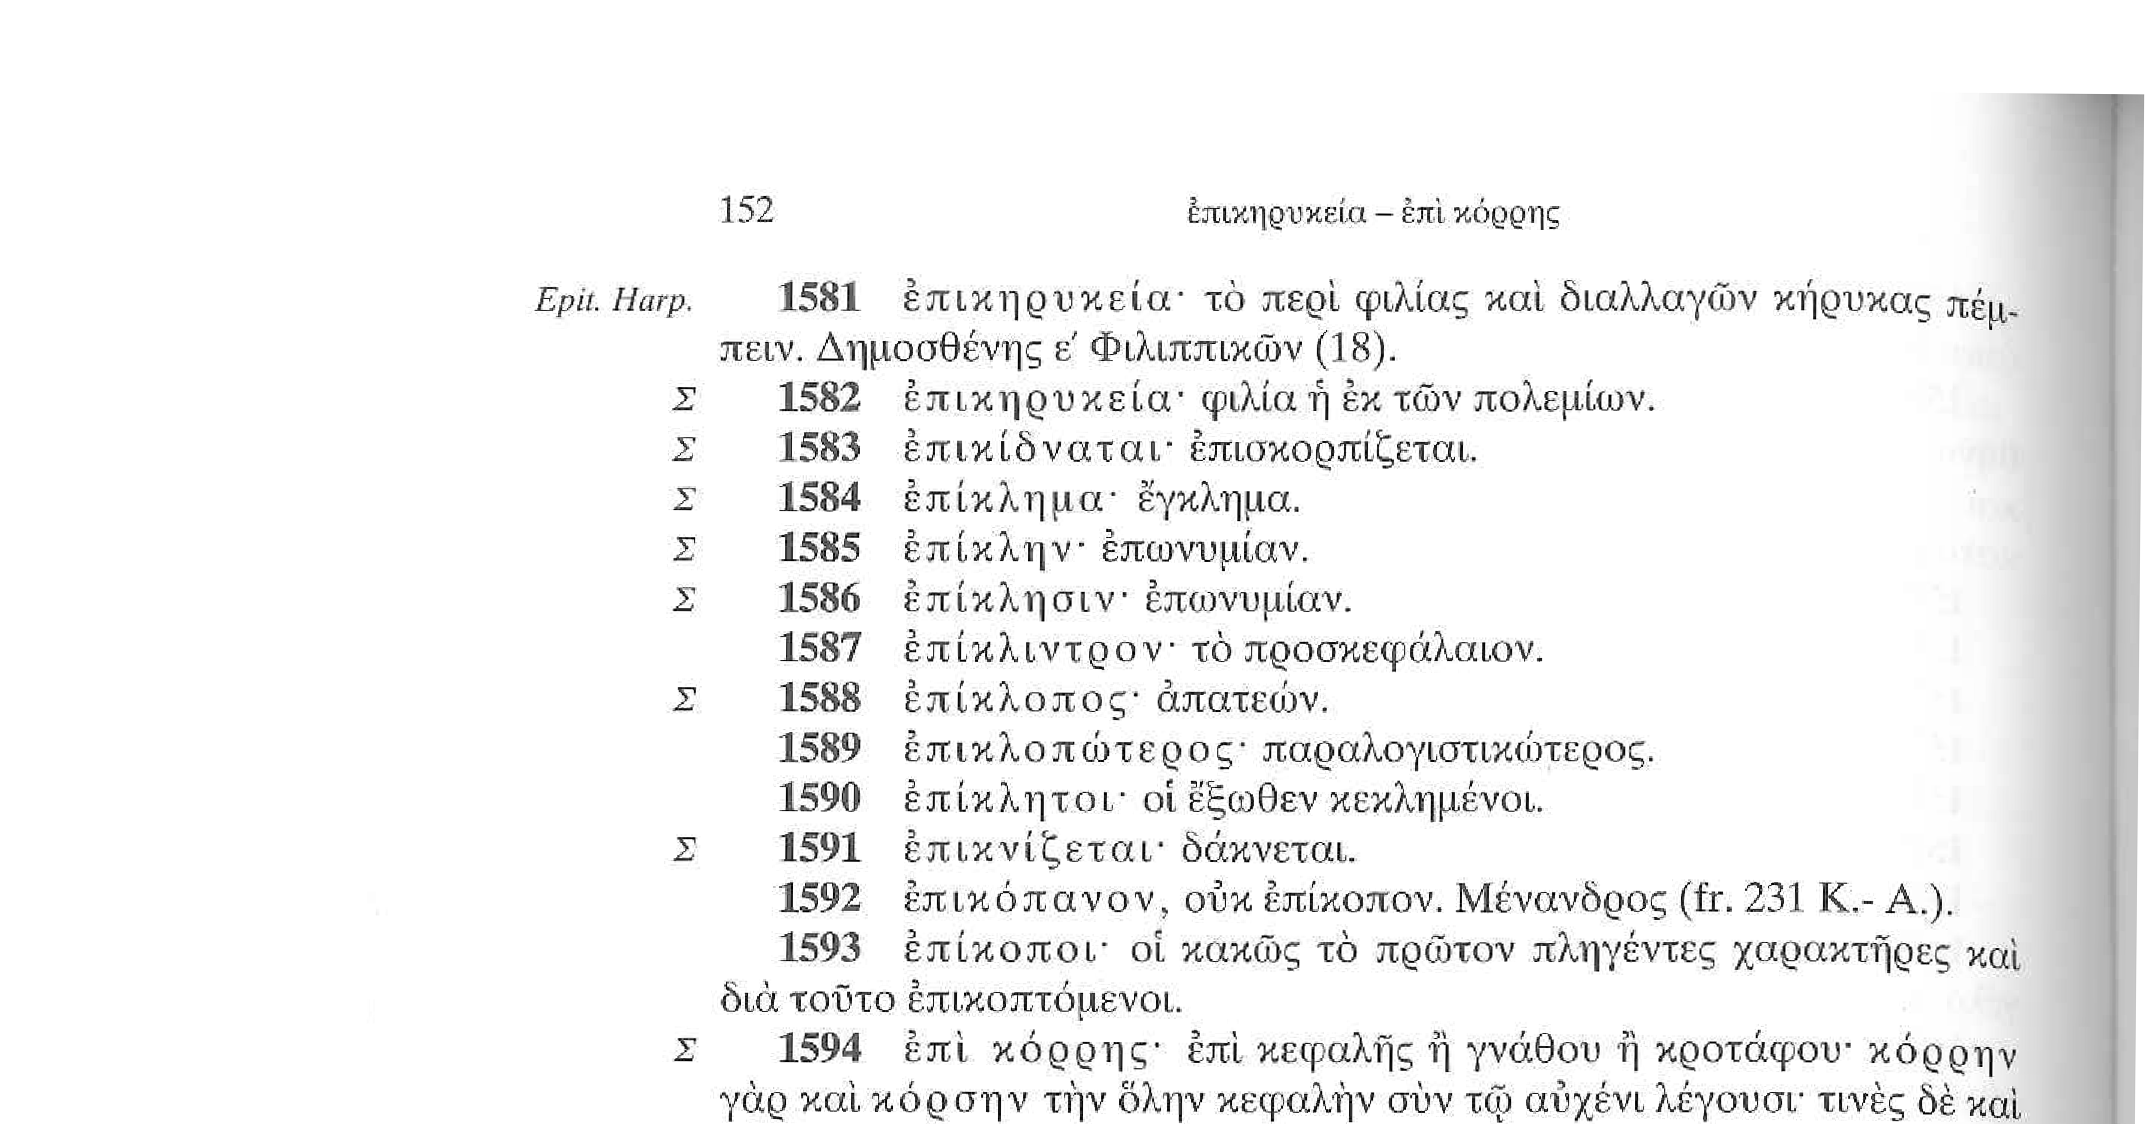 152 ἐπικηρυκεία – ἐπὶ κόρρης
Epit. Harp. 1581 ἐπικηρυκεία· τὸ περὶ φιλίας καὶ διαλλαγῶν κήρυκας πέμ-
πειν. Δημοσθένης ε′ Φιλιππικῶν (18).
Σ 1582 ἐπικηρυκεία· φιλία ἡ ἐκ τῶν πολεμίων.
Σ 1583 ἐπικίδναται· ἐπισκορπίζεται.
Σ 1584 ἐπίκλημα· ἔγκλημα.
Σ 1585 ἐπίκλην· ἐπωνυμίαν.
Σ 1586 ἐπίκλησιν· ἐπωνυμίαν.
1587 ἐπίκλιντρον· τὸ προσκεφάλαιον.
Σ 1588 ἐπίκλοπος· ἀπατεών.
1589 ἐπικλοπώτερος· παραλογιστικώτερος.
1590 ἐπίκλητοι· οἱ ἔξωθεν κεκλημένοι.
Σ 1591 ἐπικνίζεται· δάκνεται.
1592 ἐπικόπανον, οὐκ ἐπίκοπον. Μένανδρος (fr. 231 K.- A.).
1593 ἐπίκοποι· οἱ κακῶς τὸ πρῶτον πληγέντες χαρακτῆρες καὶ
διὰ τοῦτο ἐπικοπτόμενοι.
Σ 1594 ἐπὶ κόρρης· ἐπὶ κεφαλῆς ἢ γνάθου ἢ κροτάφου· κόρρην
γὰρ καὶ κόρσην τὴν ὅλην κεφαλὴν σὺν τῷ αὐχένι λέγουσι· τινὲς δὲ καὶ